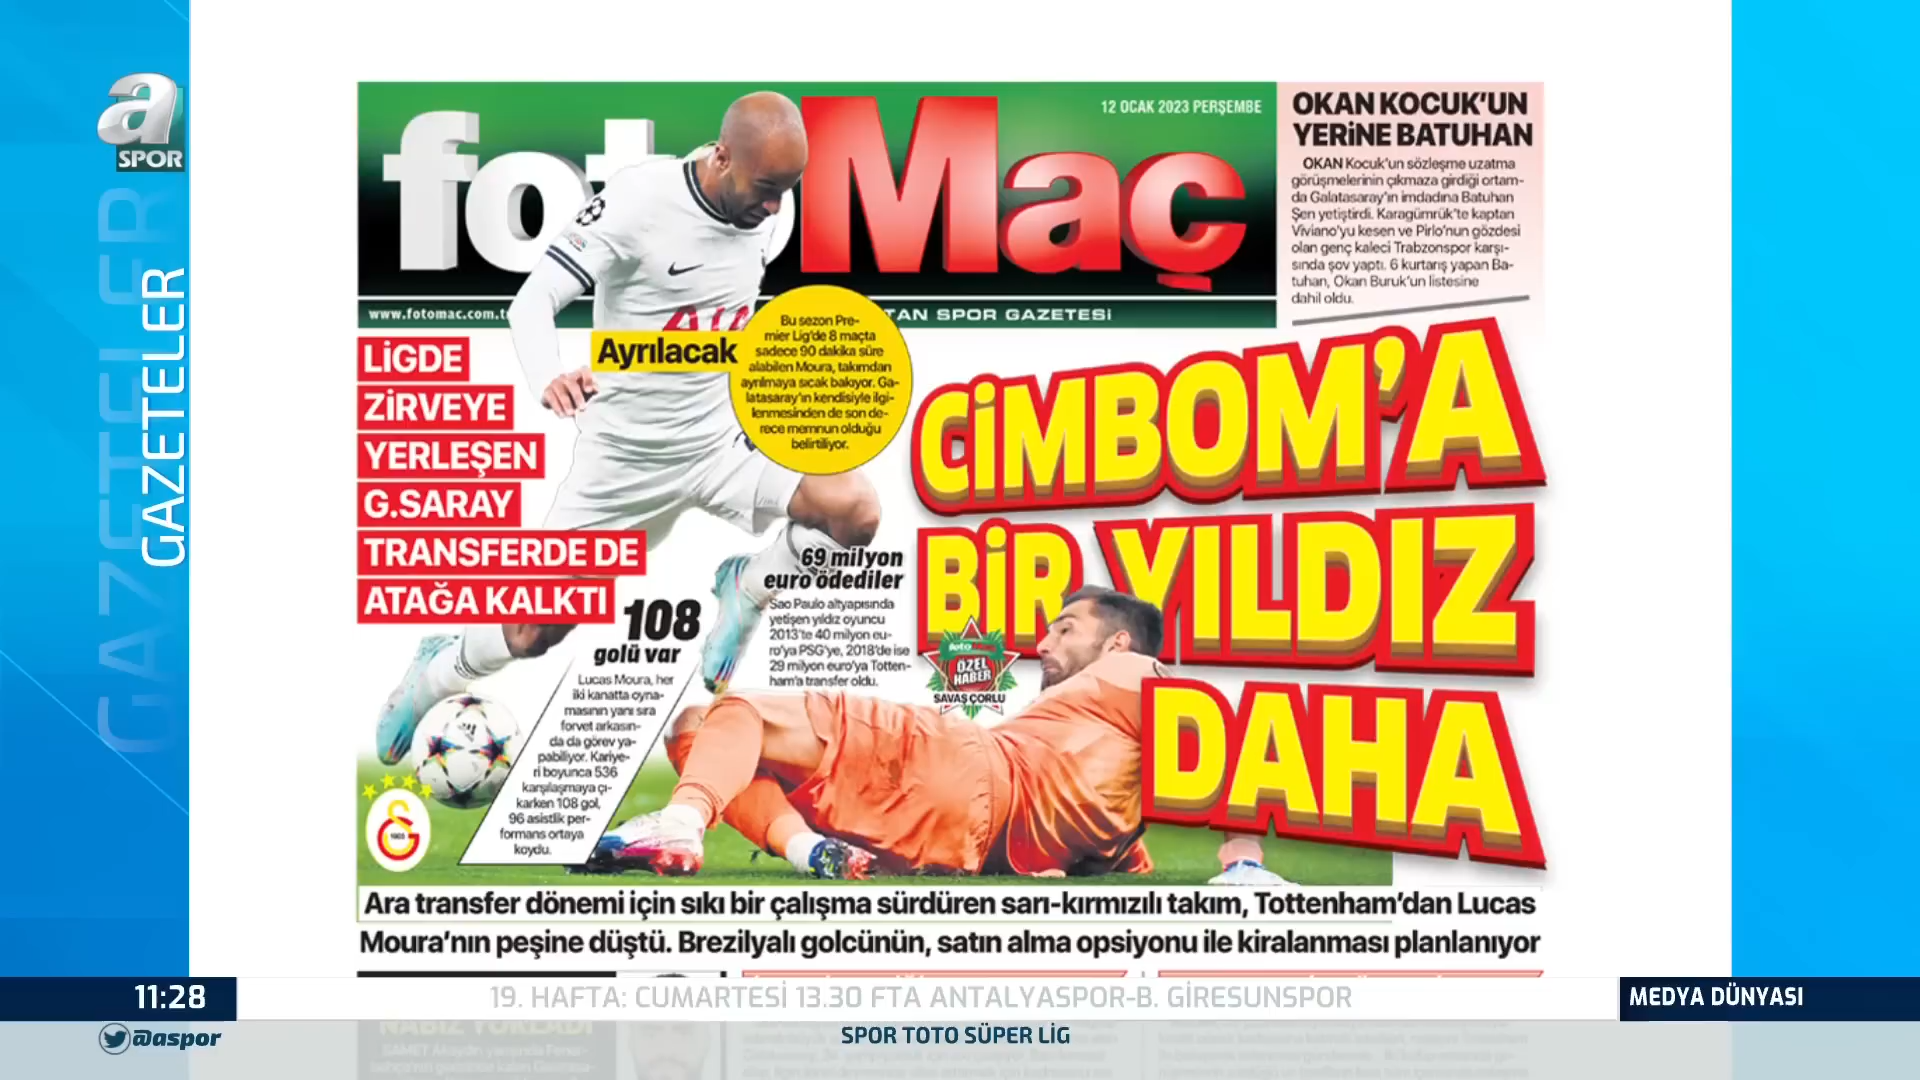 a
SPOR
GAZETELER
GAZETELER
fotoMaç
12 OCAK 2023 PERŞEMBE
www.fotomac.com.t
TAN SPOR GAZETESİ
OKAN KOCUK'UN
YERİNE BATUHAN
OKAN Kocuk'un sözleşme uzatma
görüşmelerinin çıkmaza girdiği ortam-
da Galatasaray'ın imdadına Batuhan
Şen yetiştirdi. Karagümrük'te kaptan
Viviano'yu kesen ve Pirlo'nun gözdesi
olan genç kaleci Trabzonspor karşı-
sında şov yaptı. 6 kurtarış yapan Ba-
tuhan, Okan Buruk'un listesine
dahil oldu.
LİGDE
ZİRVEYE
YERLEŞEN
G.SARAY
TRANSFERDE DE
ATAĞA KALKTI
Ayrılacak
Bu sezon Pre-
mier Lig'de 8 maçta
sadece 90 dakika süre
alabilen Moura, takımdan
ayrılmaya sıcak bakıyor. Ga-
latasaray'ın kendisiyle ilgi-
lenmesinden de son de-
rece memnun olduğu
belirtiliyor.
CİMBOM'A
BİR YILDIZ
DAHA
69 milyon
euro ödediler
Sao Paulo altyapısında
yetişen yıldız oyuncu
2013'te 40 milyon eu-
ro'ya PSG'ye, 2018'de ise
29 milyon euro'ya Totten-
ham'a transfer oldu.
fotoMaç
ÖZEL
HABER
SAVAŞ ÇORLU
108
golü var
Lucas Moura, her
iki kanatta oyna-
masının yanı sıra
forvet arkasın-
da da görev ya-
pabiliyor. Kariye-
ri boyunca 536
karşılaşmaya çı-
karken 108 gol,
96 asistlik per-
formans ortaya
koydu.
Ara transfer dönemi için sıkı bir çalışma sürdüren sarı-kırmızılı takım, Tottenham'dan Lucas
Moura'nın peşine düştü. Brezilyalı golcünün, satın alma opsiyonu ile kiralanması planlanıyor
11:28
19. HAFTA: CUMARTESİ 13.30 FTA ANTALYASPOR-B. GİRESUNSPOR
MEDYA DÜNYASI
NABIZ YOKLADI
@aspor
SPOR TOTO SÜPER LİG